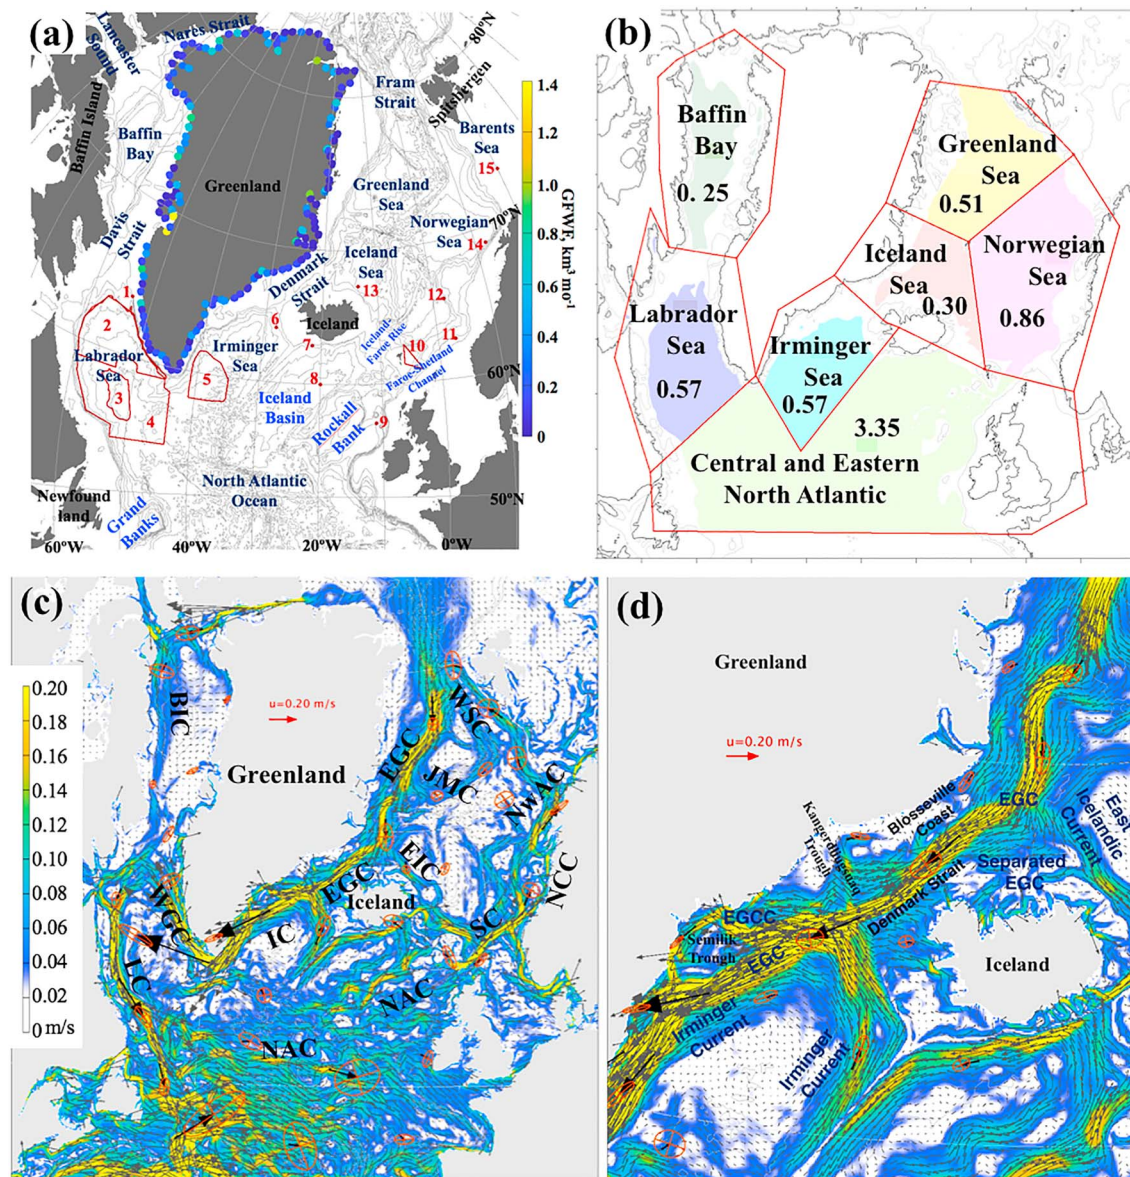 (a)
Lancaster
Sound
Nares Strait
80°N
Fram
Strait
Spitsbergen
Baffin Island
Baffin
Bay
Barents
Sea
15
Greenland
Greenland
Sea
Norwegian
Sea
70°N
14
Davis
Strait
Denmark
Strait
Iceland
Sea
13
12
1
2
6
Iceland
7
Iceland-
Faroe Rise
11
10
Labrador
Sea
Irminger
Sea
5
3
4
8
Iceland
Basin
Faroe-Shetland
Channel
60°N
Rockall
Bank
9
North Atlantic
Ocean
50°N
Newfound
land
Grand
Banks
60°W
40°W
20°W
0°W
1.4
1.2
1.0
0.8
0.6
0.4
0.2
0
GFWF, km³ mo⁻¹
(b)
Baffin
Bay
0. 25
Greenland
Sea
0.51
Iceland
Sea
0.30
Norwegian
Sea
0.86
Labrador
Sea
0.57
Irminger
Sea
0.57
3.35
Central and Eastern
North Atlantic
(c)
0.20
0.18
0.16
0.14
0.12
0.10
0.08
0.06
0.04
0.02
0 m/s
BIC
u=0.20 m/s
Greenland
WSC
EGC
JMC
NwAC
EIC
EGC
Iceland
NCC
WGC
IC
SC
LC
NAC
NAC
(d)
Greenland
u=0.20 m/s
Blosseville
Coast
EGC
East
Icelandic
Current
Kangerdlugssuaq
Trough
Separated
EGC
Denmark Strait
EGCC
Semilik
Trough
EGC
Iceland
Irminger
Current
Irminger
Current